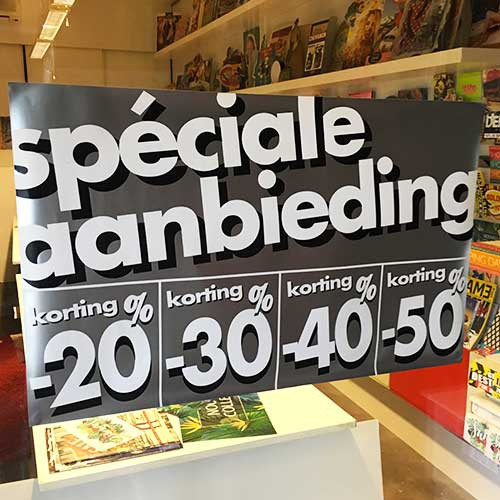 spéciale
aanbieding
korting % korting % korting % korting %
-20 -30 -40 -50